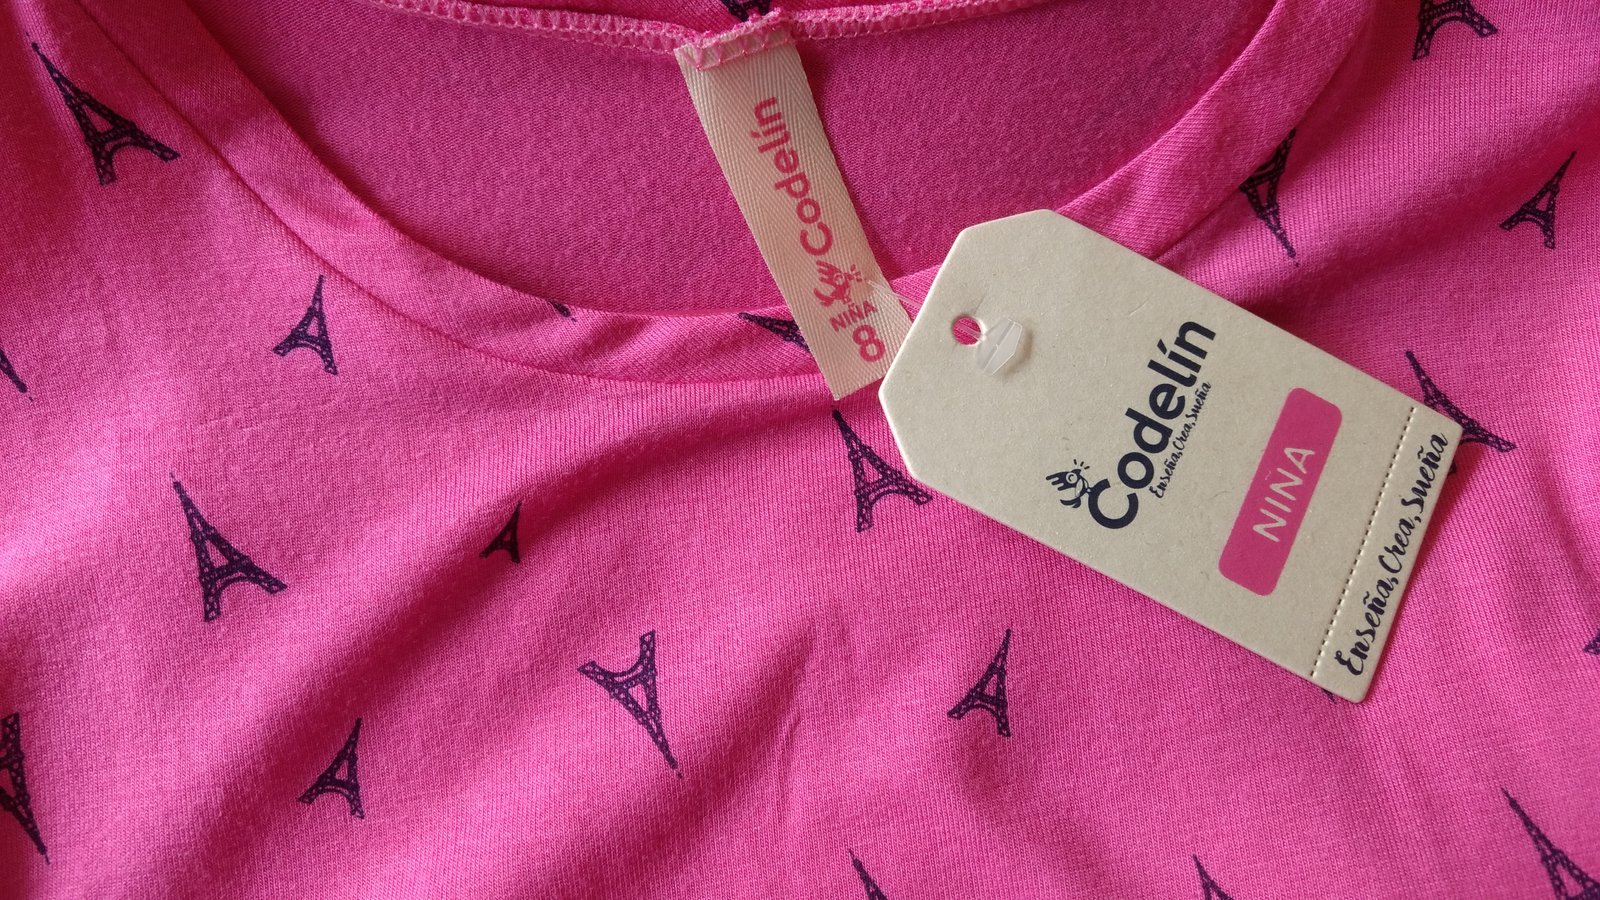 Codelín
NIÑA
8
Codelín
Enseña, Crea, Sueña
NIÑA
Enseña, Crea, Sueña